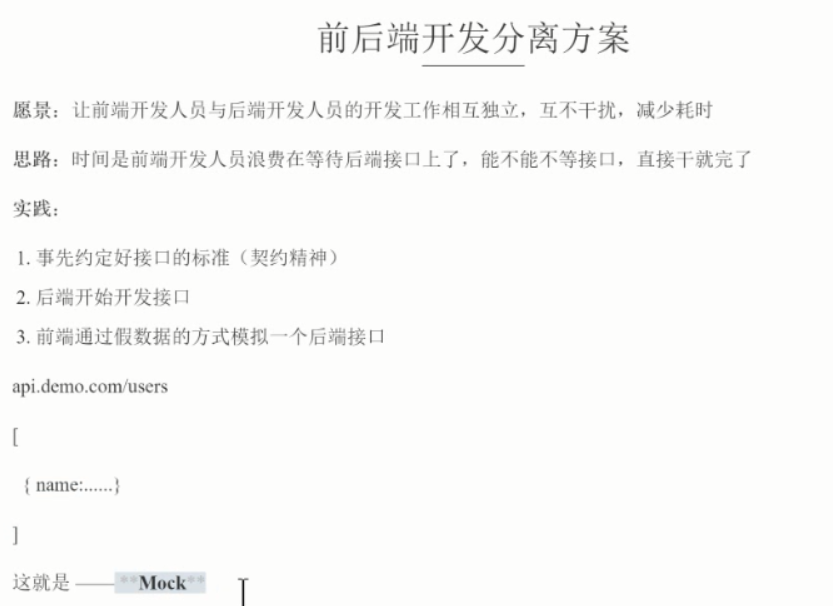 前后端开发分离方案
愿景：让前端开发人员与后端开发人员的开发工作相互独立，互不干扰，减少耗时
思路：时间是前端开发人员浪费在等待后端接口上了，能不能不等接口，直接干就完了
实践：
1. 事先约定好接口的标准（契约精神）
2. 后端开始开发接口
3. 前端通过假数据的方式模拟一个后端接口
api.demo.com/users
[
{ name:......}
]
这就是 ——**Mock**